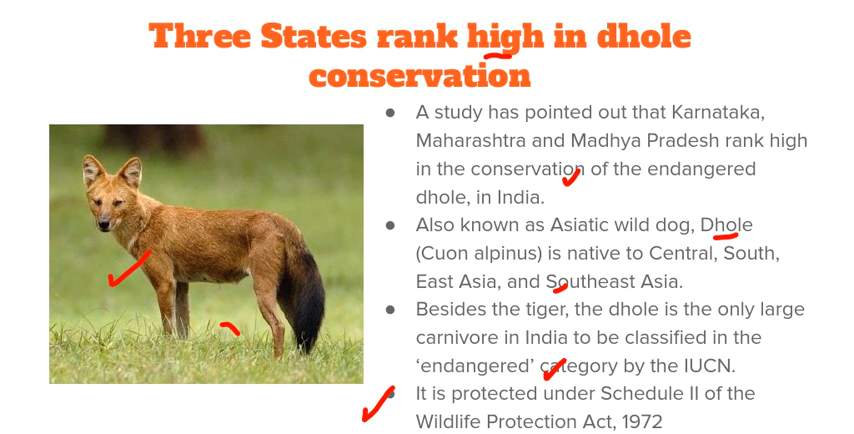 Three States rank high in dhole
conservation
● A study has pointed out that Karnataka,
Maharashtra and Madhya Pradesh rank high
in the conservation of the endangered
dhole, in India.
● Also known as Asiatic wild dog, Dhole
(Cuon alpinus) is native to Central, South,
East Asia, and Southeast Asia.
● Besides the tiger, the dhole is the only large
carnivore in India to be classified in the
‘endangered’ category by the IUCN.
● It is protected under Schedule II of the
Wildlife Protection Act, 1972